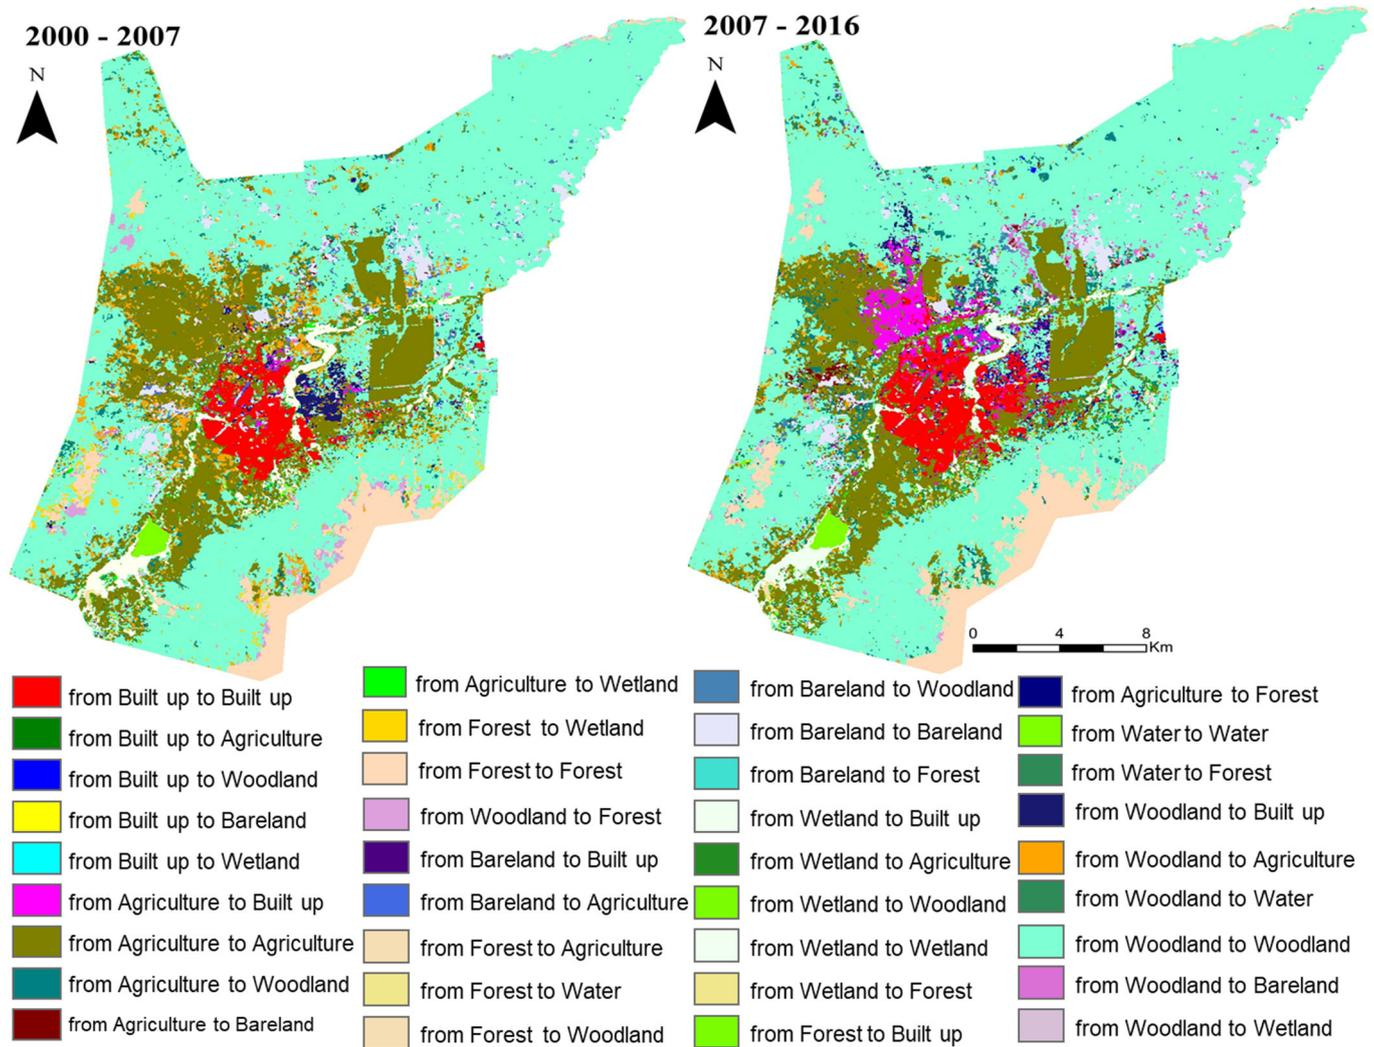 2000 - 2007
2007 - 2016
N
N
0 4 8
Km
from Built up to Built up
from Built up to Agriculture
from Built up to Woodland
from Built up to Bareland
from Built up to Wetland
from Agriculture to Built up
from Agriculture to Agriculture
from Agriculture to Woodland
from Agriculture to Bareland
from Agriculture to Wetland
from Forest to Wetland
from Forest to Forest
from Woodland to Forest
from Bareland to Built up
from Bareland to Agriculture
from Forest to Agriculture
from Forest to Water
from Forest to Woodland
from Bareland to Woodland
from Bareland to Bareland
from Bareland to Forest
from Wetland to Built up
from Wetland to Agriculture
from Wetland to Woodland
from Wetland to Wetland
from Wetland to Forest
from Forest to Built up
from Agriculture to Forest
from Water to Water
from Water to Forest
from Woodland to Built up
from Woodland to Agriculture
from Woodland to Water
from Woodland to Woodland
from Woodland to Bareland
from Woodland to Wetland